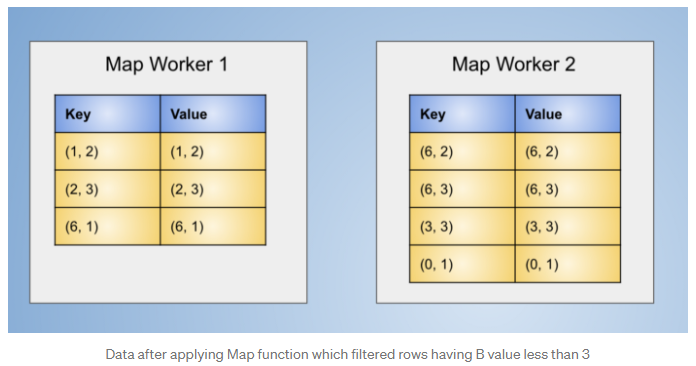 Map Worker 1
Key Value
(1, 2) (1, 2)
(2, 3) (2, 3)
(6, 1) (6, 1)
Map Worker 2
Key Value
(6, 2) (6, 2)
(6, 3) (6, 3)
(3, 3) (3, 3)
(0, 1) (0, 1)
Data after applying Map function which filtered rows having B value less than 3